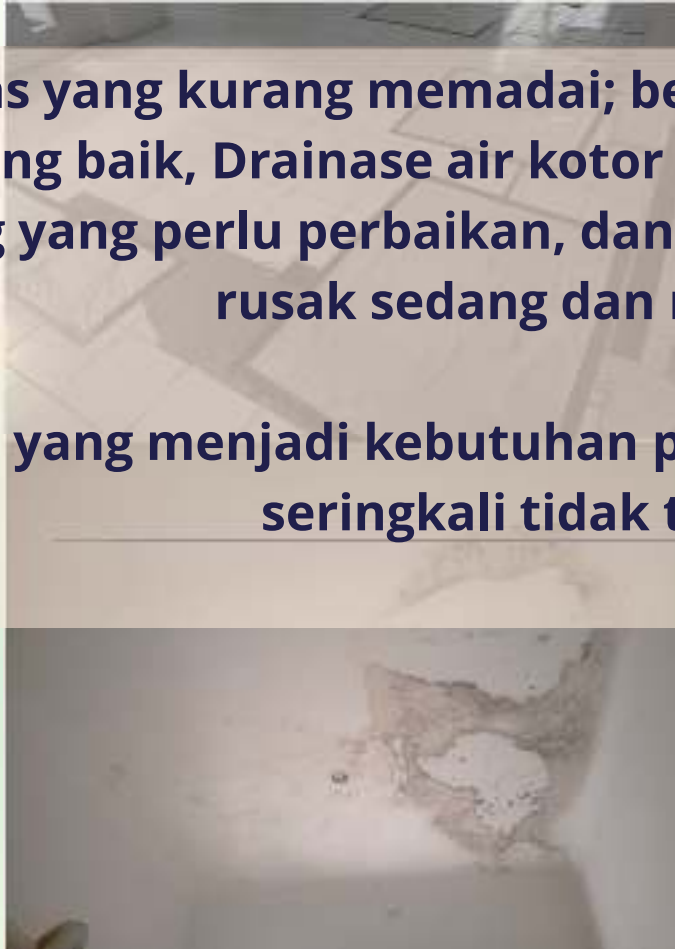 s yang kurang memadai; be
ng baik, Drainase air kotor
yang perlu perbaikan, dan
rusak sedang dan
yang menjadi kebutuhan p
seringkali tidak t